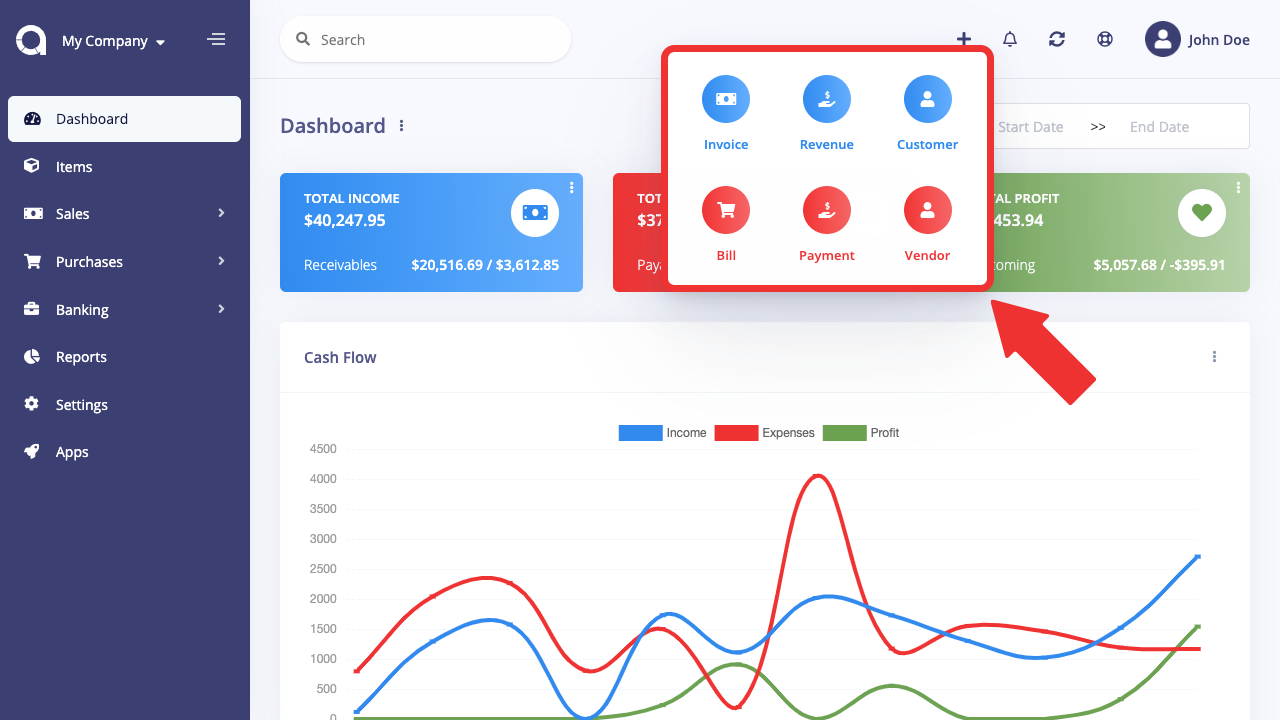 My Company
Search
John Doe
Dashboard
Items
Sales
Purchases
Banking
Reports
Settings
Apps
Dashboard
Start Date >> End Date
Invoice Revenue Customer
Bill Payment Vendor
TOTAL INCOME
$40,247.95
Receivables $20,516.69 / $3,612.85
TOT
$37
Paya
AL PROFIT
453.94
oming $5,057.68 / -$395.91
Cash Flow
Income Expenses Profit
4500
4000
3500
3000
2500
2000
1500
1000
500
0